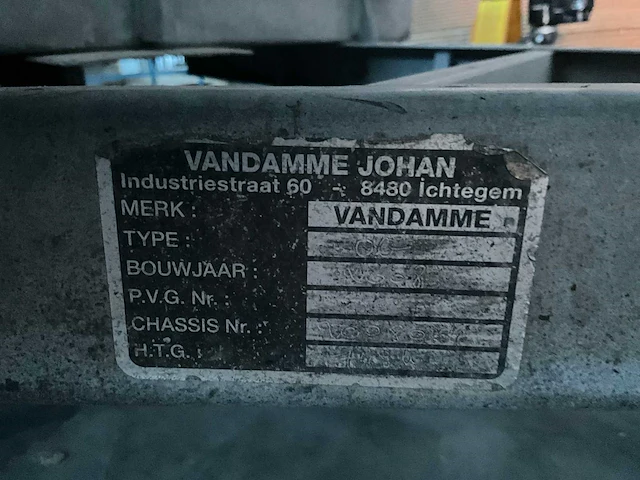 VANDAMME JOHAN
Industriestraat 60 - 8480 Ichtegem
MERK : VANDAMME
TYPE :
BOUWJAAR :
P.V.G. Nr. :
CHASSIS Nr. :
H.T.G. :